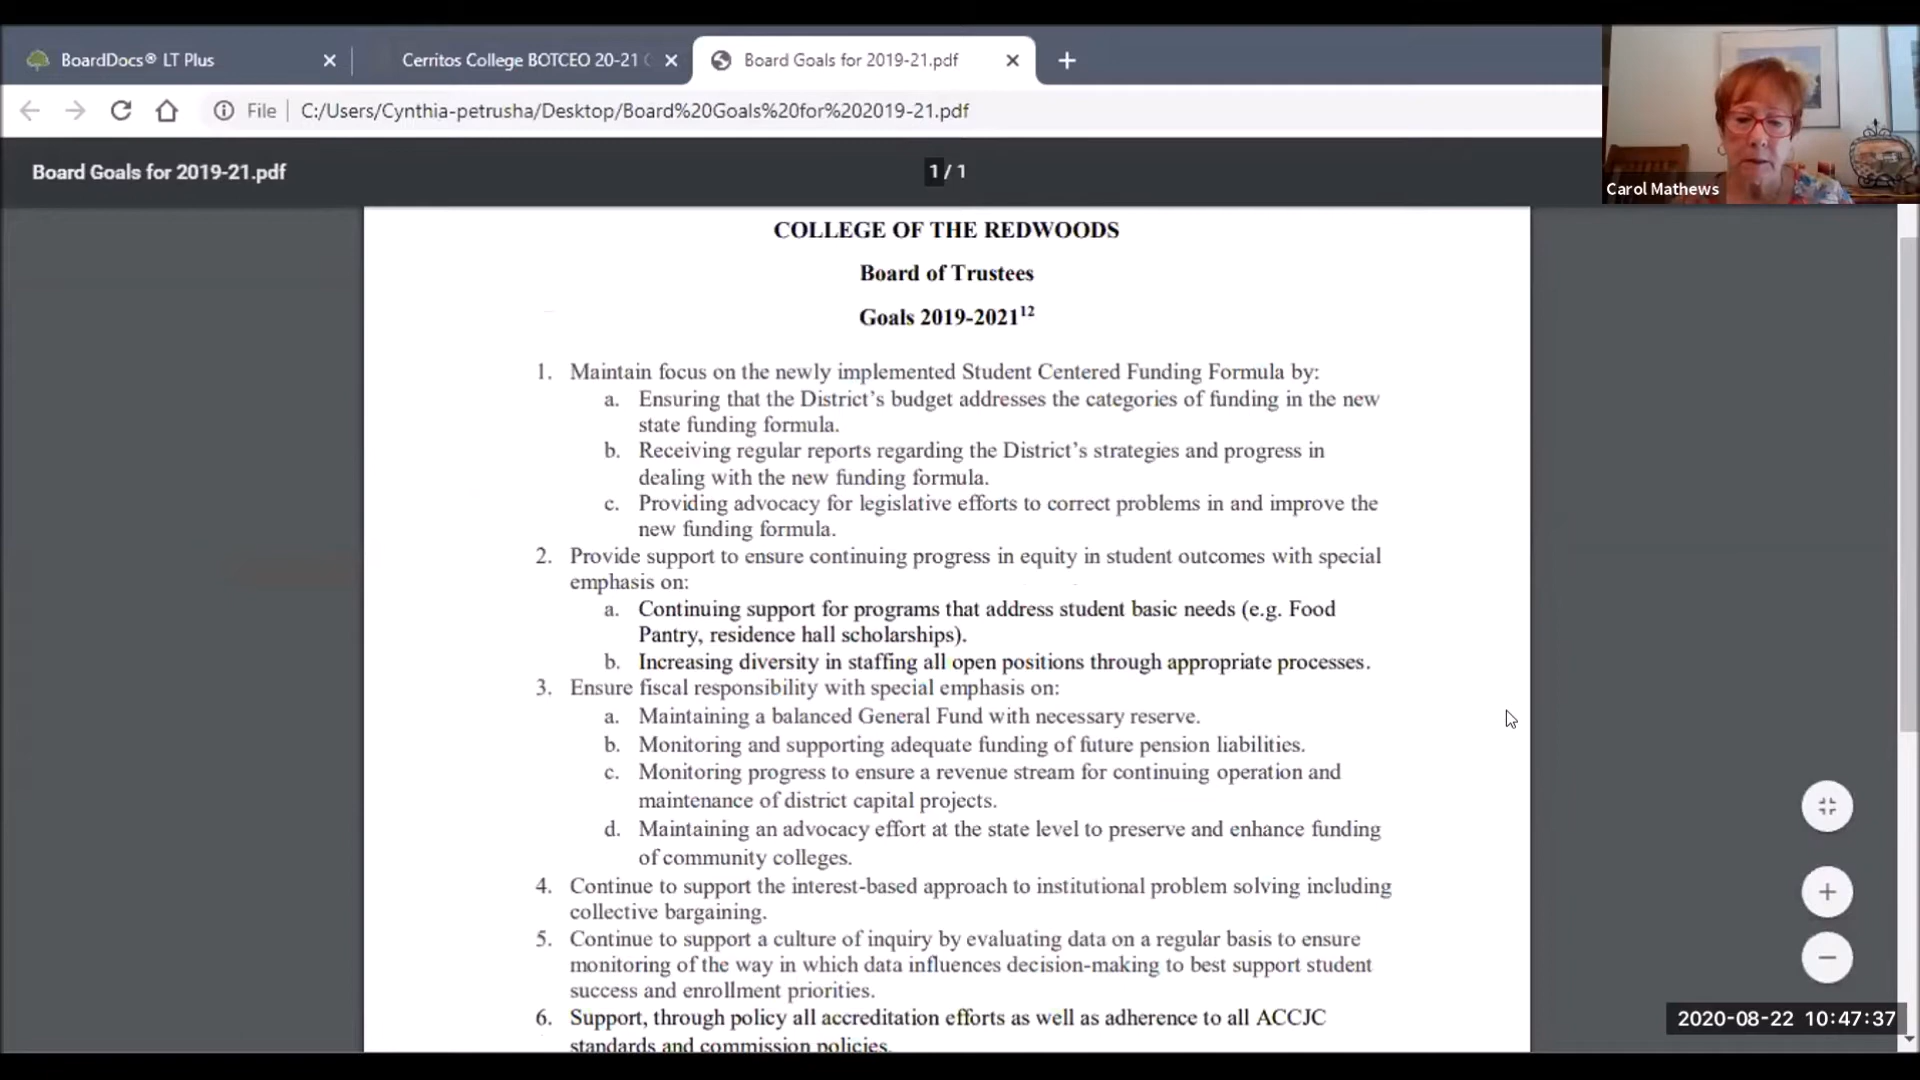 BoardDocs® LT Plus
Cerritos College BOTCEO 20-21
Board Goals for 2019-21.pdf
File C:/Users/Cynthia-petrusha/Desktop/Board%20Goals%20for%202019-21.pdf
Board Goals for 2019-21.pdf
1 / 1
Carol Mathews
COLLEGE OF THE REDWOODS
Board of Trustees
Goals 2019-2021¹²
1. Maintain focus on the newly implemented Student Centered Funding Formula by:
a. Ensuring that the District’s budget addresses the categories of funding in the new
state funding formula.
b. Receiving regular reports regarding the District’s strategies and progress in
dealing with the new funding formula.
c. Providing advocacy for legislative efforts to correct problems in and improve the
new funding formula.
2. Provide support to ensure continuing progress in equity in student outcomes with special
emphasis on:
a. Continuing support for programs that address student basic needs (e.g. Food
Pantry, residence hall scholarships).
b. Increasing diversity in staffing all open positions through appropriate processes.
3. Ensure fiscal responsibility with special emphasis on:
a. Maintaining a balanced General Fund with necessary reserve.
b. Monitoring and supporting adequate funding of future pension liabilities.
c. Monitoring progress to ensure a revenue stream for continuing operation and
maintenance of district capital projects.
d. Maintaining an advocacy effort at the state level to preserve and enhance funding
of community colleges.
4. Continue to support the interest-based approach to institutional problem solving including
collective bargaining.
5. Continue to support a culture of inquiry by evaluating data on a regular basis to ensure
monitoring of the way in which data influences decision-making to best support student
success and enrollment priorities.
6. Support, through policy all accreditation efforts as well as adherence to all ACCJC
standards and commission policies.
2020-08-22 10:47:37